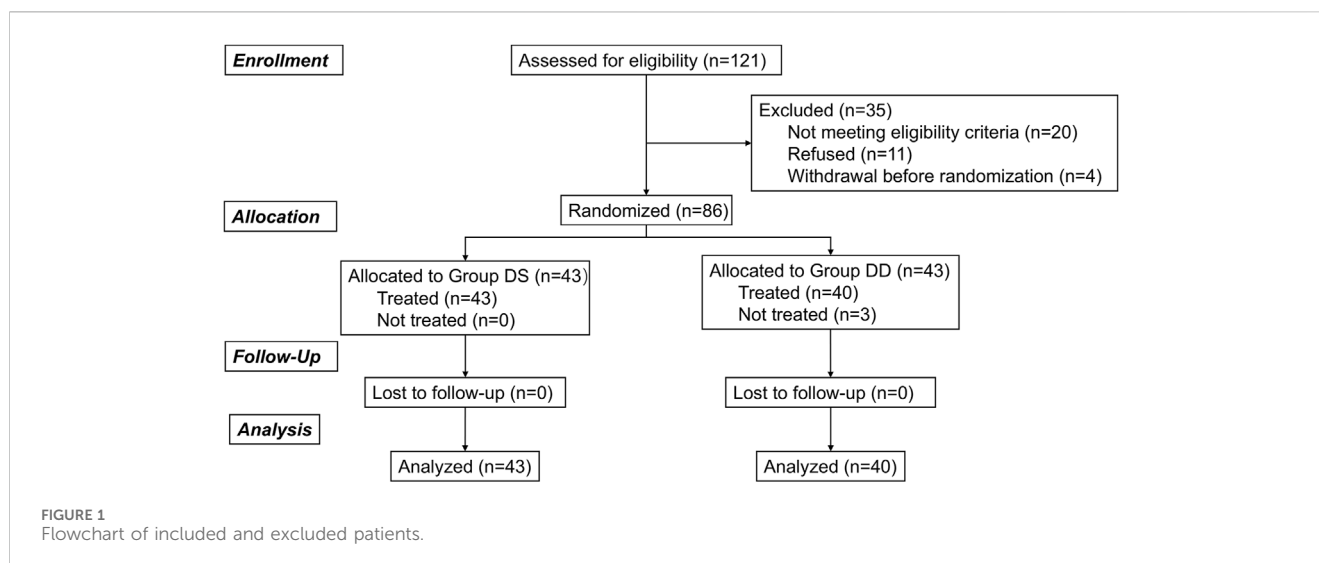 Enrollment
Assessed for eligibility (n=121)
Excluded (n=35)
Not meeting eligibility criteria (n=20)
Refused (n=11)
Withdrawal before randomization (n=4)
Allocation
Randomized (n=86)
Allocated to Group DS (n=43)
Treated (n=43)
Not treated (n=0)
Allocated to Group DD (n=43)
Treated (n=40)
Not treated (n=3)
Follow-Up
Lost to follow-up (n=0)
Lost to follow-up (n=0)
Analysis
Analyzed (n=43)
Analyzed (n=40)
FIGURE 1
Flowchart of included and excluded patients.